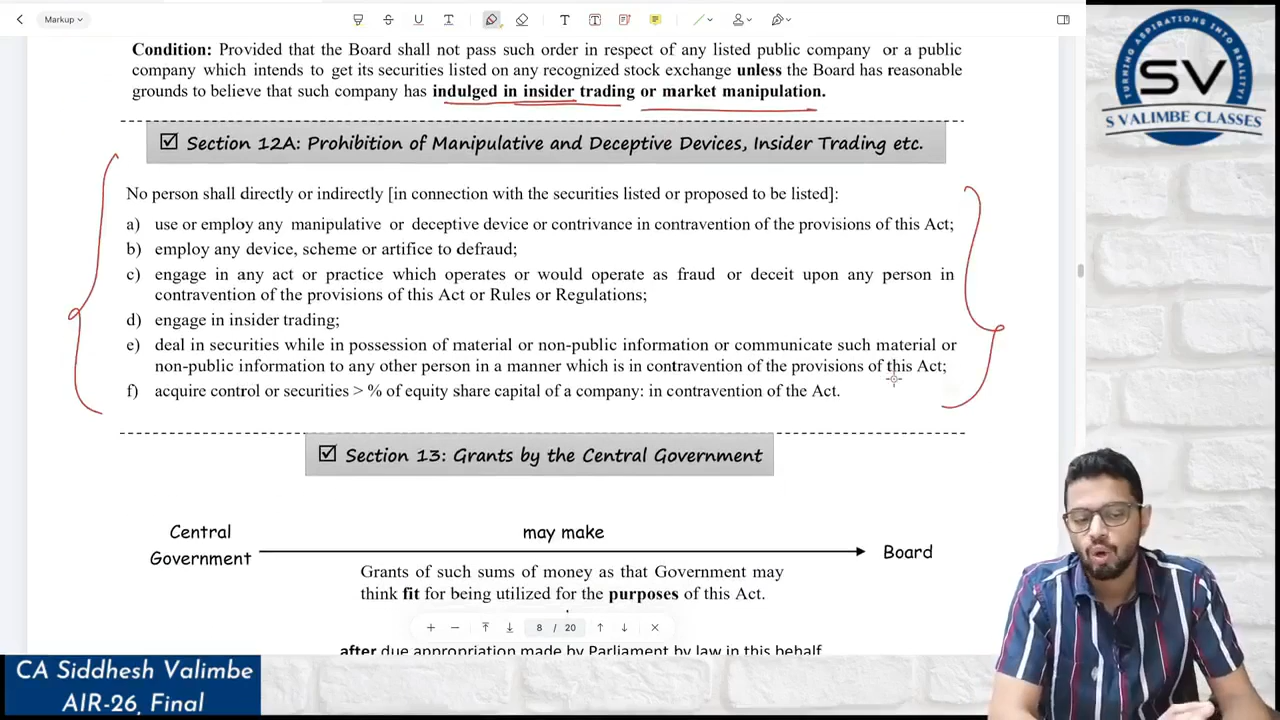 Markup
Condition: Provided that the Board shall not pass such order in respect of any listed public company or a public
company which intends to get its securities listed on any recognized stock exchange unless the Board has reasonable
grounds to believe that such company has indulged in insider trading or market manipulation.
Section 12A: Prohibition of Manipulative and Deceptive Devices, Insider Trading etc.
No person shall directly or indirectly [in connection with the securities listed or proposed to be listed]:
a) use or employ any manipulative or deceptive device or contrivance in contravention of the provisions of this Act;
b) employ any device, scheme or artifice to defraud;
c) engage in any act or practice which operates or would operate as fraud or deceit upon any person in
contravention of the provisions of this Act or Rules or Regulations;
d) engage in insider trading;
e) deal in securities while in possession of material or non-public information or communicate such material or
non-public information to any other person in a manner which is in contravention of the provisions of this Act;
f) acquire control or securities > % of equity share capital of a company: in contravention of the Act.
Section 13: Grants by the Central Government
Central
Government
may make
Board
Grants of such sums of money as that Government may
think fit for being utilized for the purposes of this Act.
8 / 20
after due appropriation made by Parliament by law in this behalf
TURNING ASPIRATIONS INTO REALITY!
SV
S VALIMBE CLASSES
CA Siddhesh Valimbe
AIR-26, Final